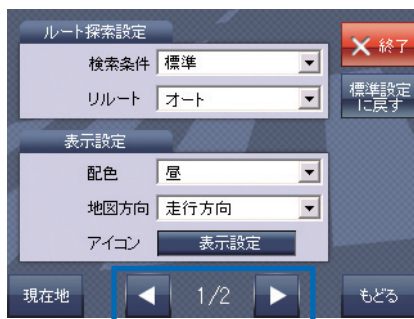 ルート探索設定
検索条件 標準
リルート オート
終了
標準設定
に戻す
表示設定
配色 昼
地図方向 走行方向
アイコン 表示設定
現在地 1/2 もどる